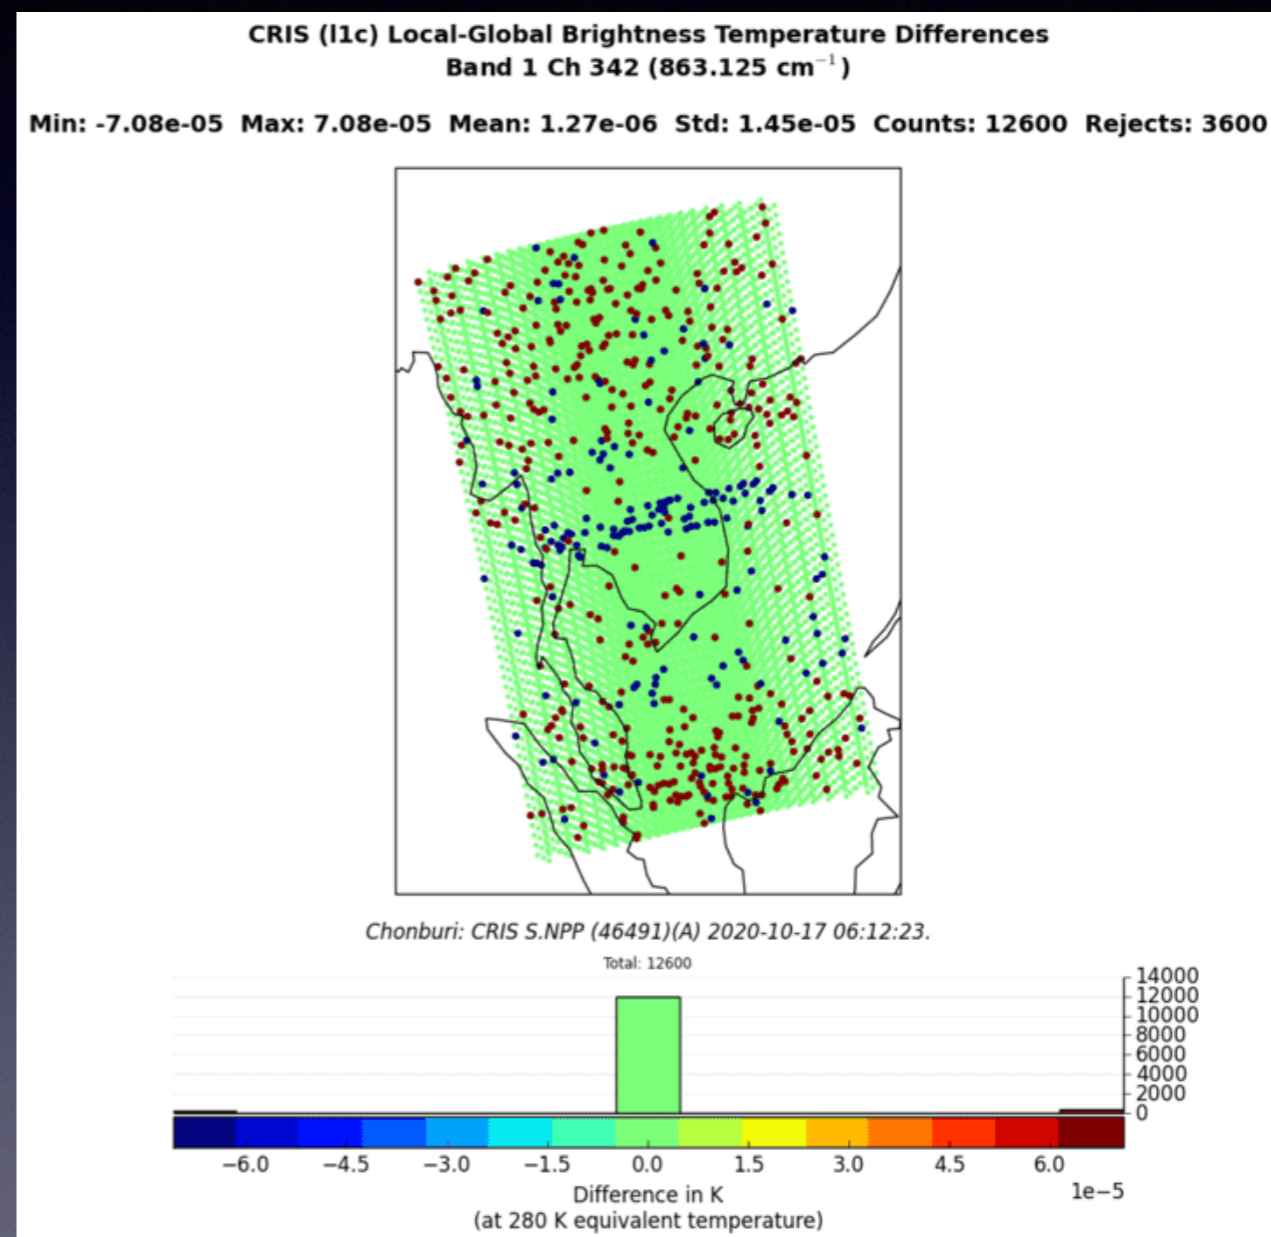 CRIS (l1c) Local-Global Brightness Temperature Differences
Band 1 Ch 342 (863.125 cm⁻¹)
Min: -7.08e-05 Max: 7.08e-05 Mean: 1.27e-06 Std: 1.45e-05 Counts: 12600 Rejects: 3600
Chonburi: CRIS S.NPP (46491)(A) 2020-10-17 06:12:23.
Total: 12600
14000
12000
10000
8000
6000
4000
2000
0
−6.0 −4.5 −3.0 −1.5 0.0 1.5 3.0 4.5 6.0
1e−5
Difference in K
(at 280 K equivalent temperature)